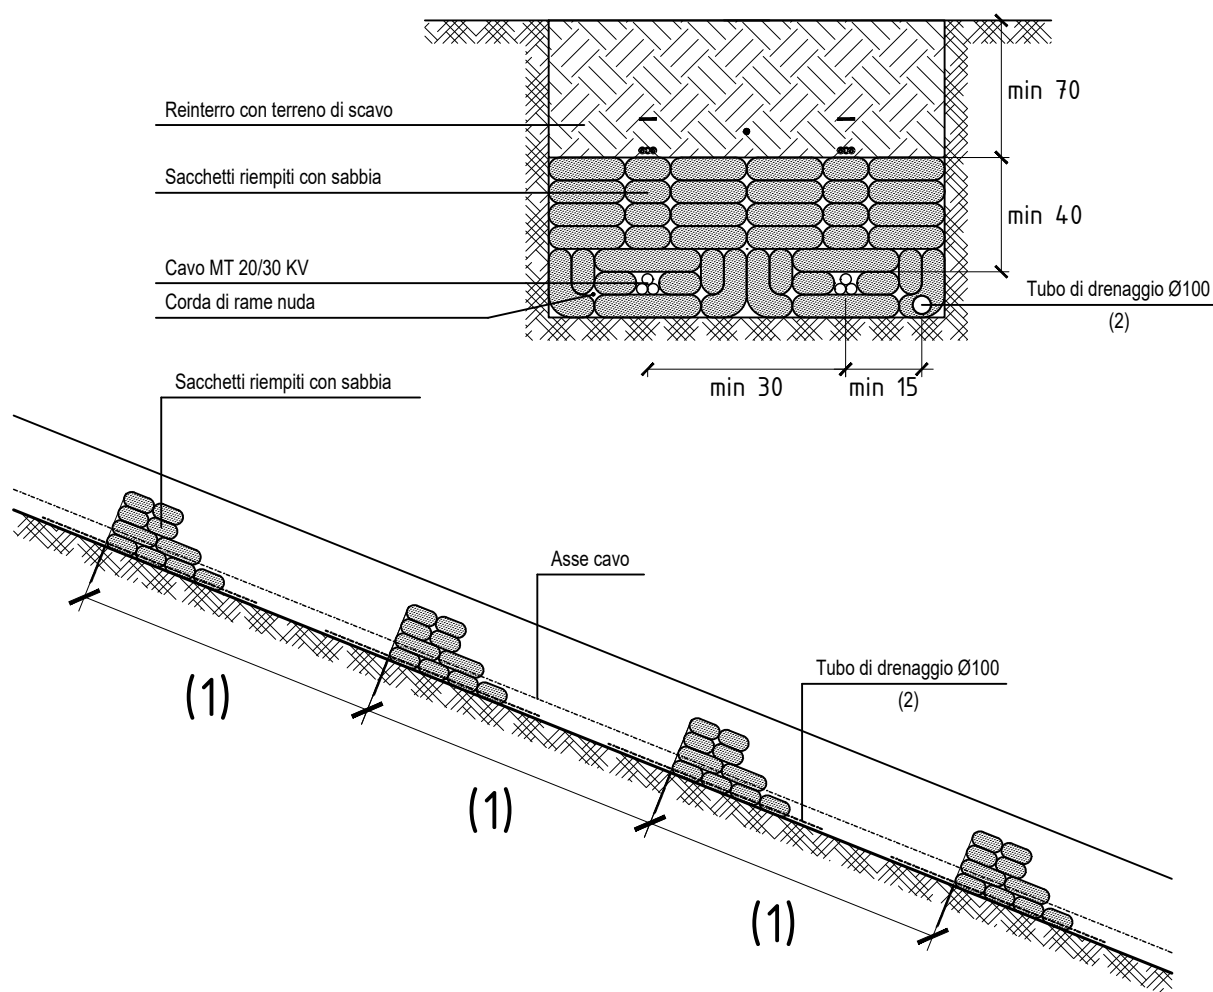 min 70
Reinterro con terreno di scavo
Sacchetti riempiti con sabbia
min 40
Cavo MT 20/30 KV
Corda di rame nuda
Tubo di drenaggio Ø100
(2)
min 30
min 15
Sacchetti riempiti con sabbia
Asse cavo
Tubo di drenaggio Ø100
(2)
(1)
(1)
(1)